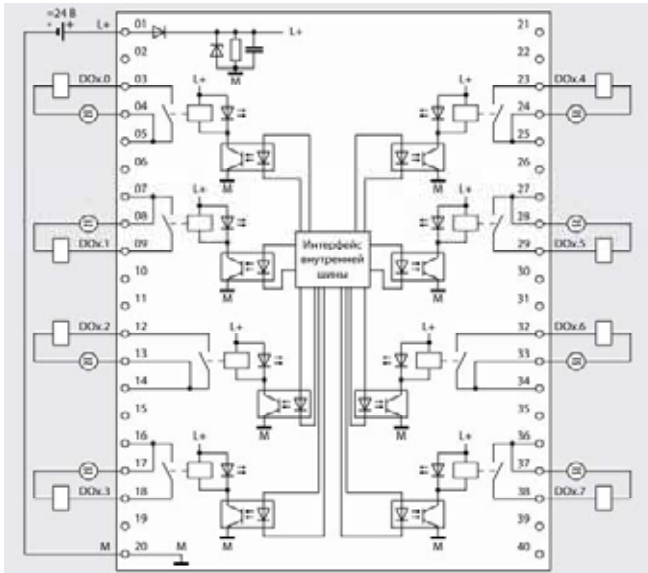 =24 В
- +
L+
01
L+
21
02
M
22
DOx.0
03
L+
L+
23
DOx.4
04
24
05
25
06
M
M
26
07
L+
L+
27
08
28
DOx.1
09
Интерфейс
внутренней
шины
29
DOx.5
10
M
M
30
11
31
DOx.2
12
L+
L+
32
DOx.6
13
33
14
34
15
M
M
35
16
L+
L+
36
17
37
DOx.3
18
38
DOx.7
19
M
M
39
M
20
M
40